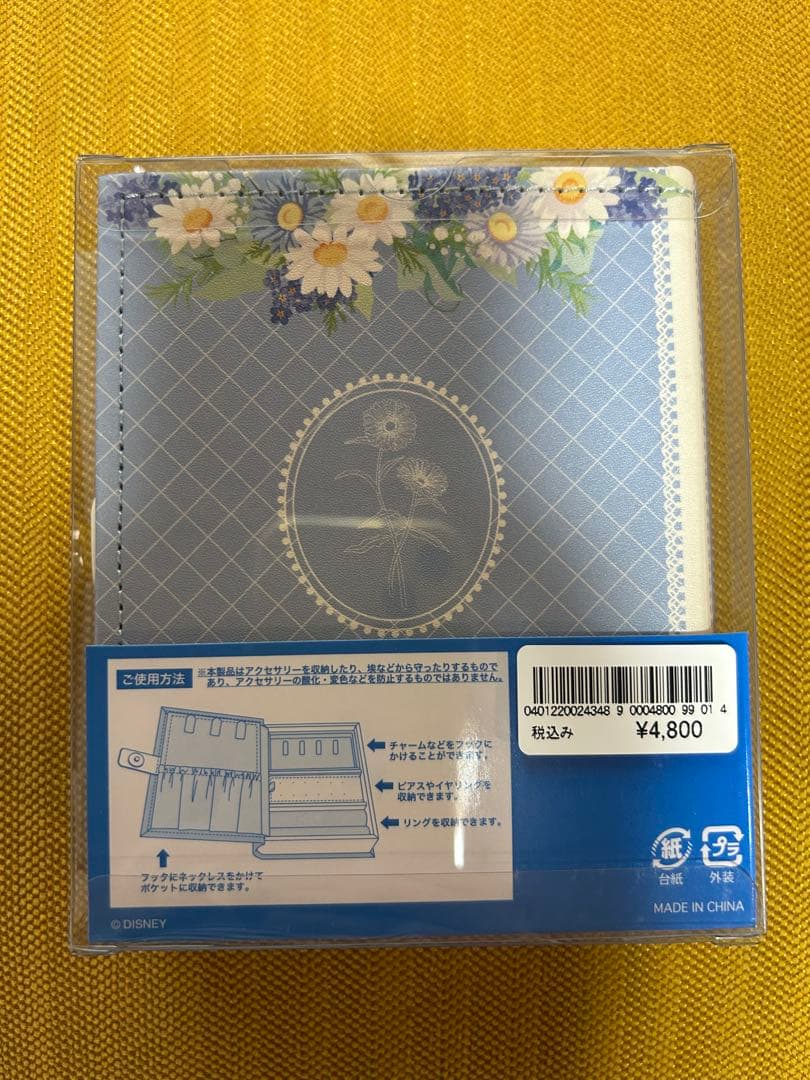 ご使用方法
※本製品はアクセサリーを収納したり、埃などから守ったりするもので
あり、アクセサリーの酸化・変色などを防止するものではありません。
チャームなどをフックに
かけることができます。
ピアスやイヤリングを
収納できます。
リングを収納できます。
フックにネックレスをかけて
ポケットに収納できます。
© DISNEY
0401220024348 9 0004800 99 01 4
税込み ¥4,800
紙
台紙
プラ
外装
MADE IN CHINA